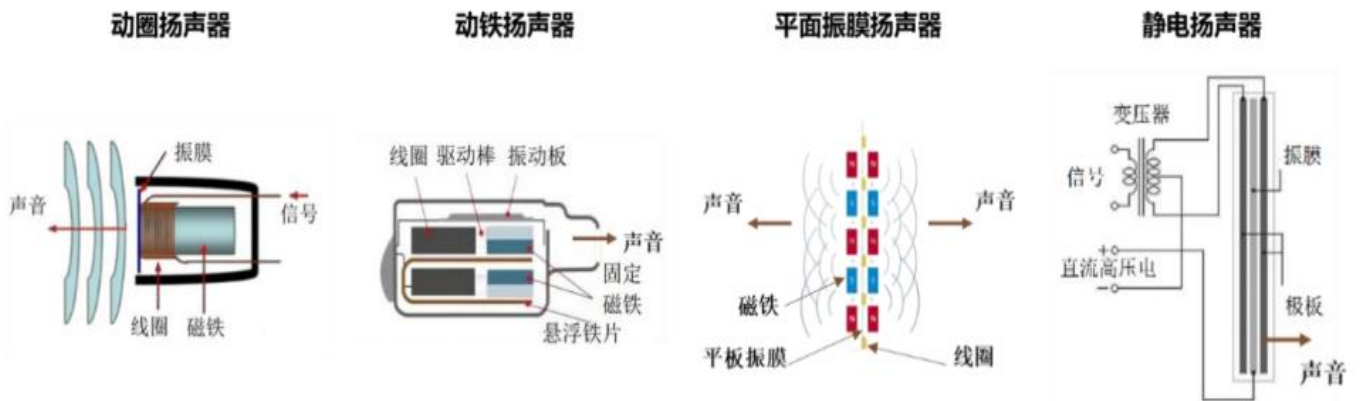 动圈扬声器
振膜
声音
信号
线圈
磁铁
动铁扬声器
线圈 驱动棒 振动板
声音
固定
磁铁
悬浮铁片
平面振膜扬声器
声音
声音
磁铁
平板振膜
线圈
静电扬声器
变压器
振膜
信号
+
直流高压电
−
极板
声音